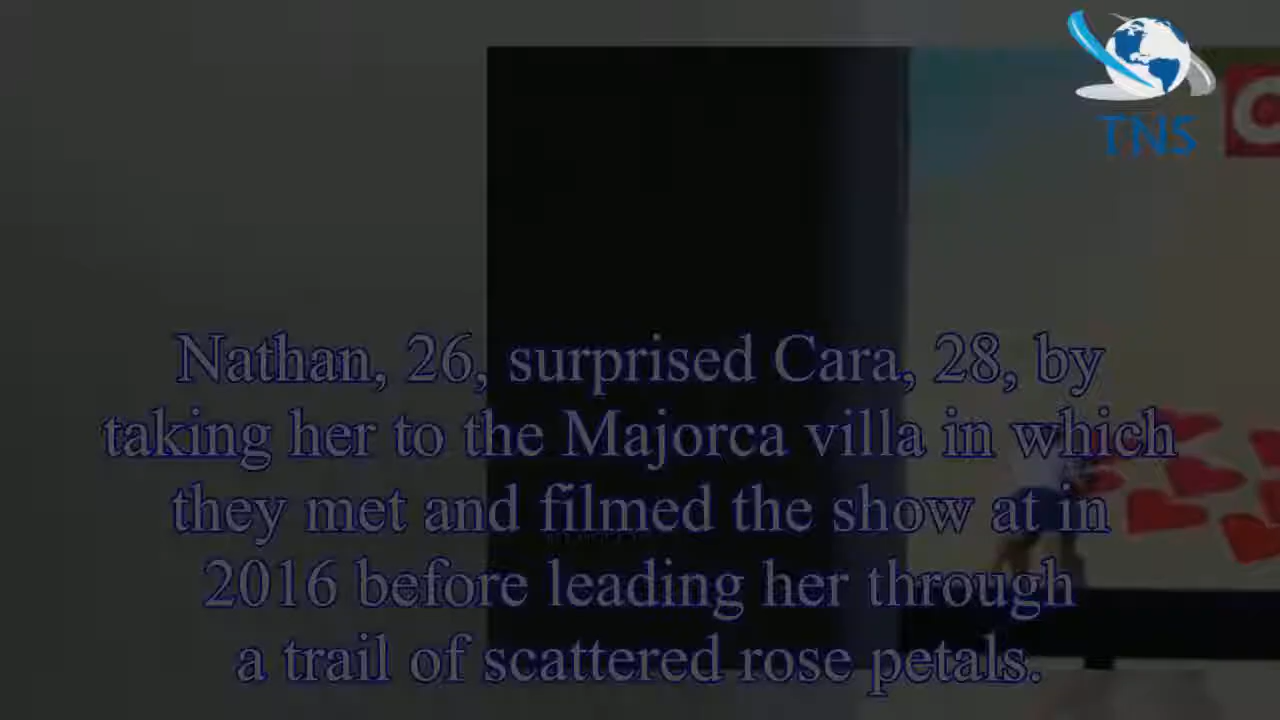 TNS
Nathan, 26, surprised Cara, 28, by
taking her to the Majorca villa in which
they met and filmed the show at in
2016 before leading her through
a trail of scattered rose petals.